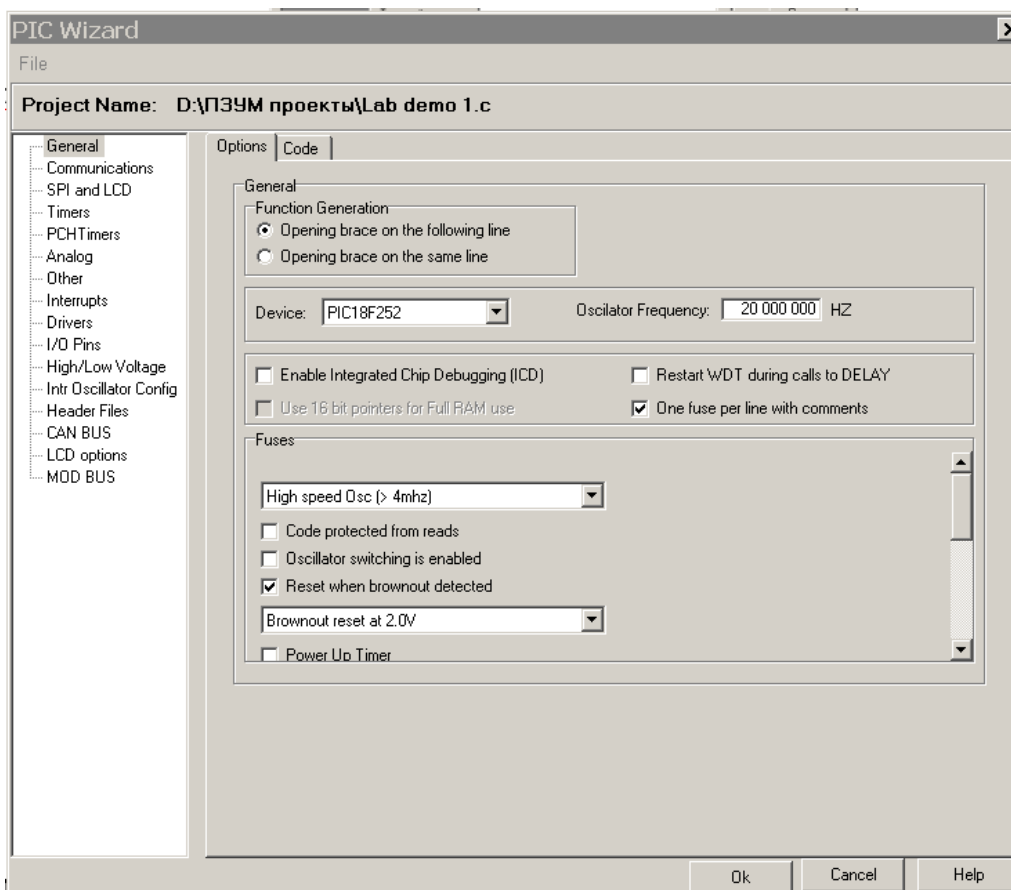 PIC Wizard
File
Project Name: D:\ПЗУМ проекты\Lab demo 1.c
General
Communications
SPI and LCD
Timers
PCHTimers
Analog
Other
Interrupts
Drivers
I/O Pins
High/Low Voltage
Intr Oscillator Config
Header Files
CAN BUS
LCD options
MOD BUS
Options Code
General
Function Generation
Opening brace on the following line
Opening brace on the same line
Device: PIC18F252 Oscilator Frequency: 20 000 000 HZ
Enable Integrated Chip Debugging (ICD) Restart WDT during calls to DELAY
Use 16 bit pointers for Full RAM use One fuse per line with comments
Fuses
High speed Osc (> 4mhz)
Code protected from reads
Oscillator switching is enabled
Reset when brownout detected
Brownout reset at 2.0V
Power Up Timer
Ok Cancel Help